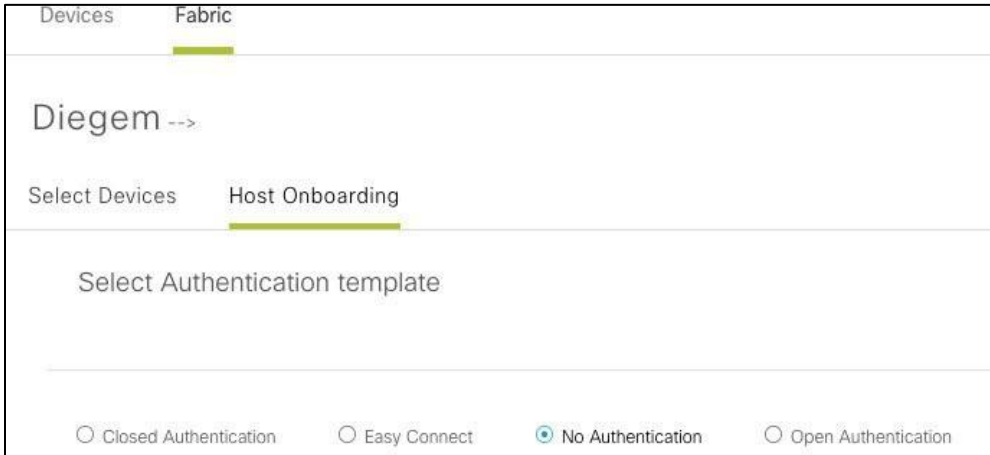 Devices Fabric
Diegem -->
Select Devices Host Onboarding
Select Authentication template
Closed Authentication Easy Connect No Authentication Open Authentication